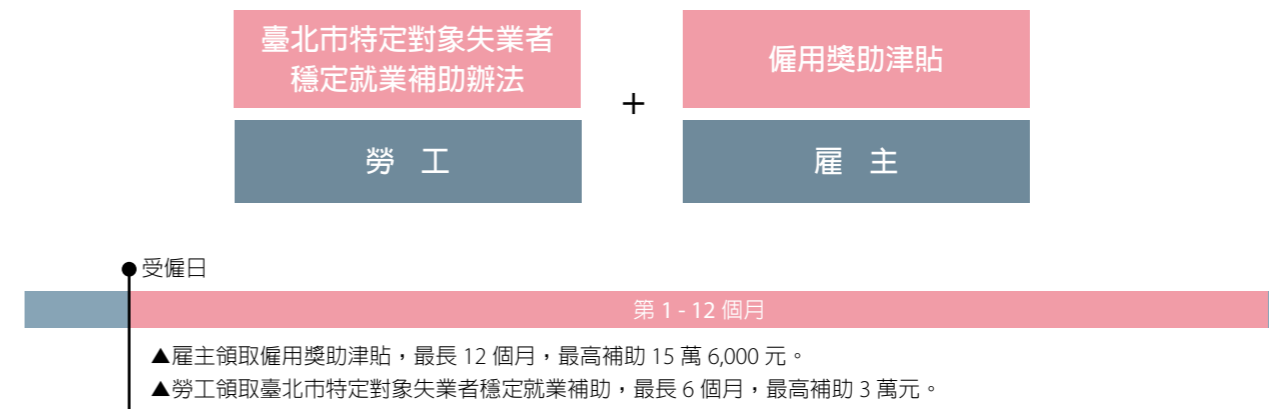 臺北市特定對象失業者
穩定就業補助辦法
勞 工
+
僱用獎助津貼
雇 主
受僱日
第 1 - 12 個月
▲雇主領取僱用獎助津貼，最長 12 個月，最高補助 15 萬 6,000 元。
▲勞工領取臺北市特定對象失業者穩定就業補助，最長 6 個月，最高補助 3 萬元。